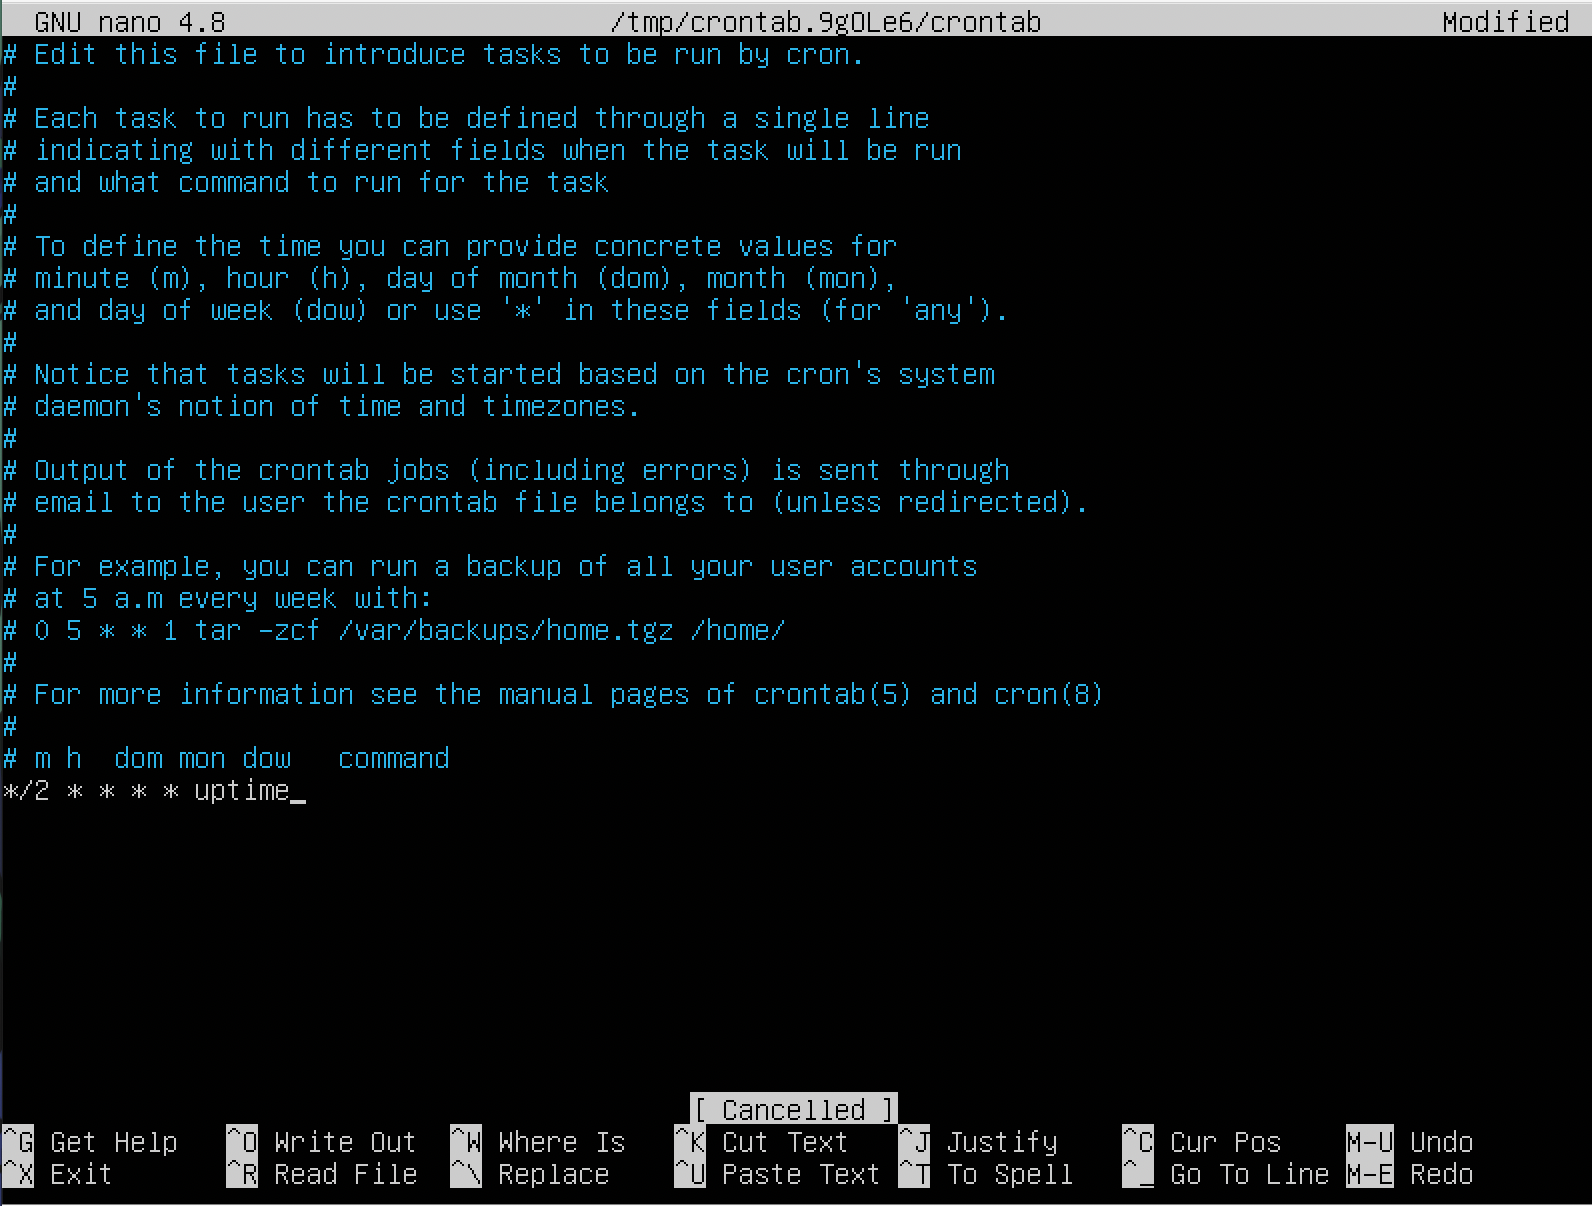 GNU nano 4.8 /tmp/crontab.9gOLe6/crontab Modified
# Edit this file to introduce tasks to be run by cron.
#
# Each task to run has to be defined through a single line
# indicating with different fields when the task will be run
# and what command to run for the task
#
# To define the time you can provide concrete values for
# minute (m), hour (h), day of month (dom), month (mon),
# and day of week (dow) or use '*' in these fields (for 'any').
#
# Notice that tasks will be started based on the cron's system
# daemon's notion of time and timezones.
#
# Output of the crontab jobs (including errors) is sent through
# email to the user the crontab file belongs to (unless redirected).
#
# For example, you can run a backup of all your user accounts
# at 5 a.m every week with:
# 0 5 * * 1 tar -zcf /var/backups/home.tgz /home/
#
# For more information see the manual pages of crontab(5) and cron(8)
#
# m h  dom mon dow   command
*/2 * * * * uptime_
[ Cancelled ]
^G Get Help ^O Write Out ^W Where Is ^K Cut Text ^J Justify ^C Cur Pos M-U Undo
^X Exit ^R Read File ^\ Replace ^U Paste Text ^T To Spell ^_ Go To Line M-E Redo